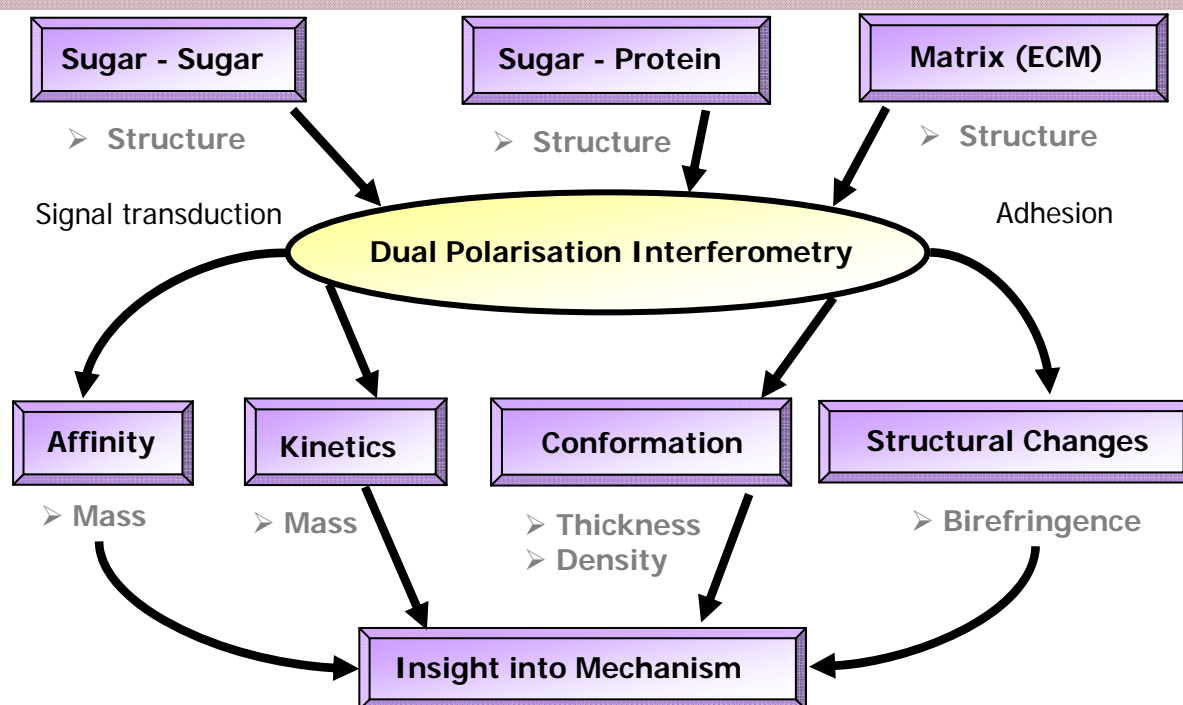 Sugar - Sugar
Sugar - Protein
Matrix (ECM)
➢ Structure
➢ Structure
➢ Structure
Signal transduction
Adhesion
Dual Polarisation Interferometry
Affinity
Kinetics
Conformation
Structural Changes
➢ Mass
➢ Mass
➢ Thickness
➢ Density
➢ Birefringence
Insight into Mechanism